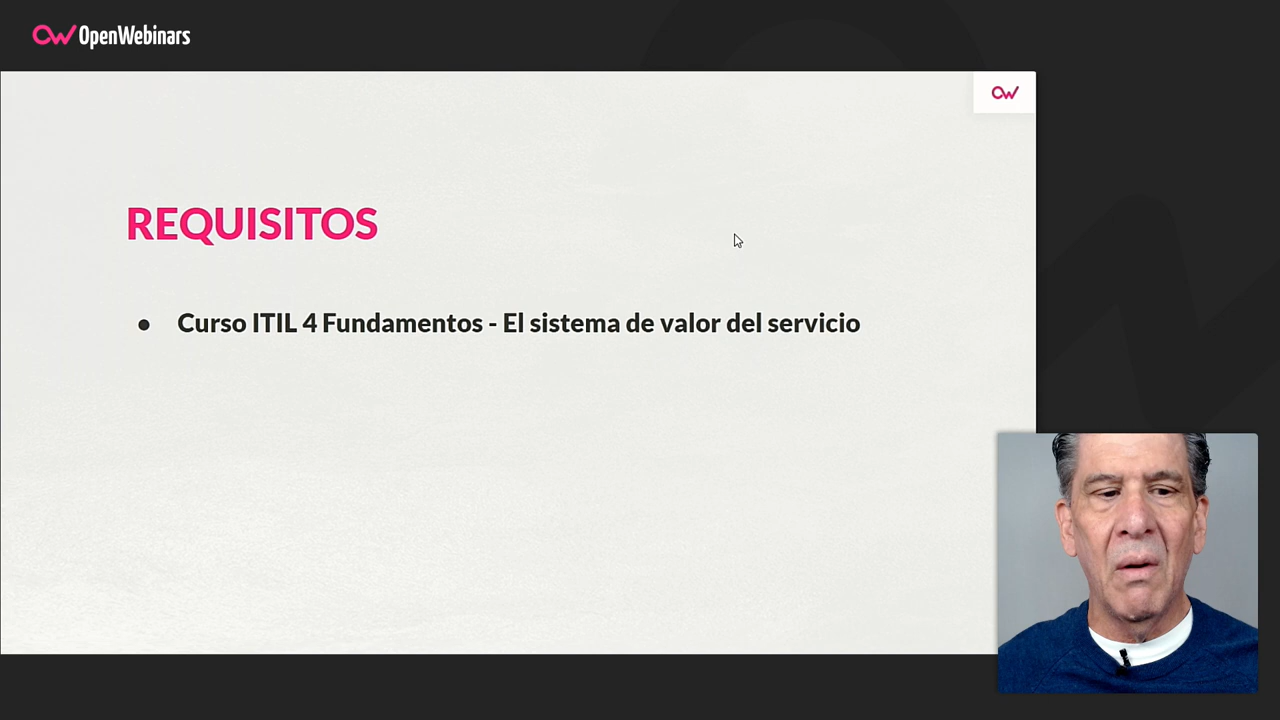 OpenWebinars
REQUISITOS
● Curso ITIL 4 Fundamentos - El sistema de valor del servicio